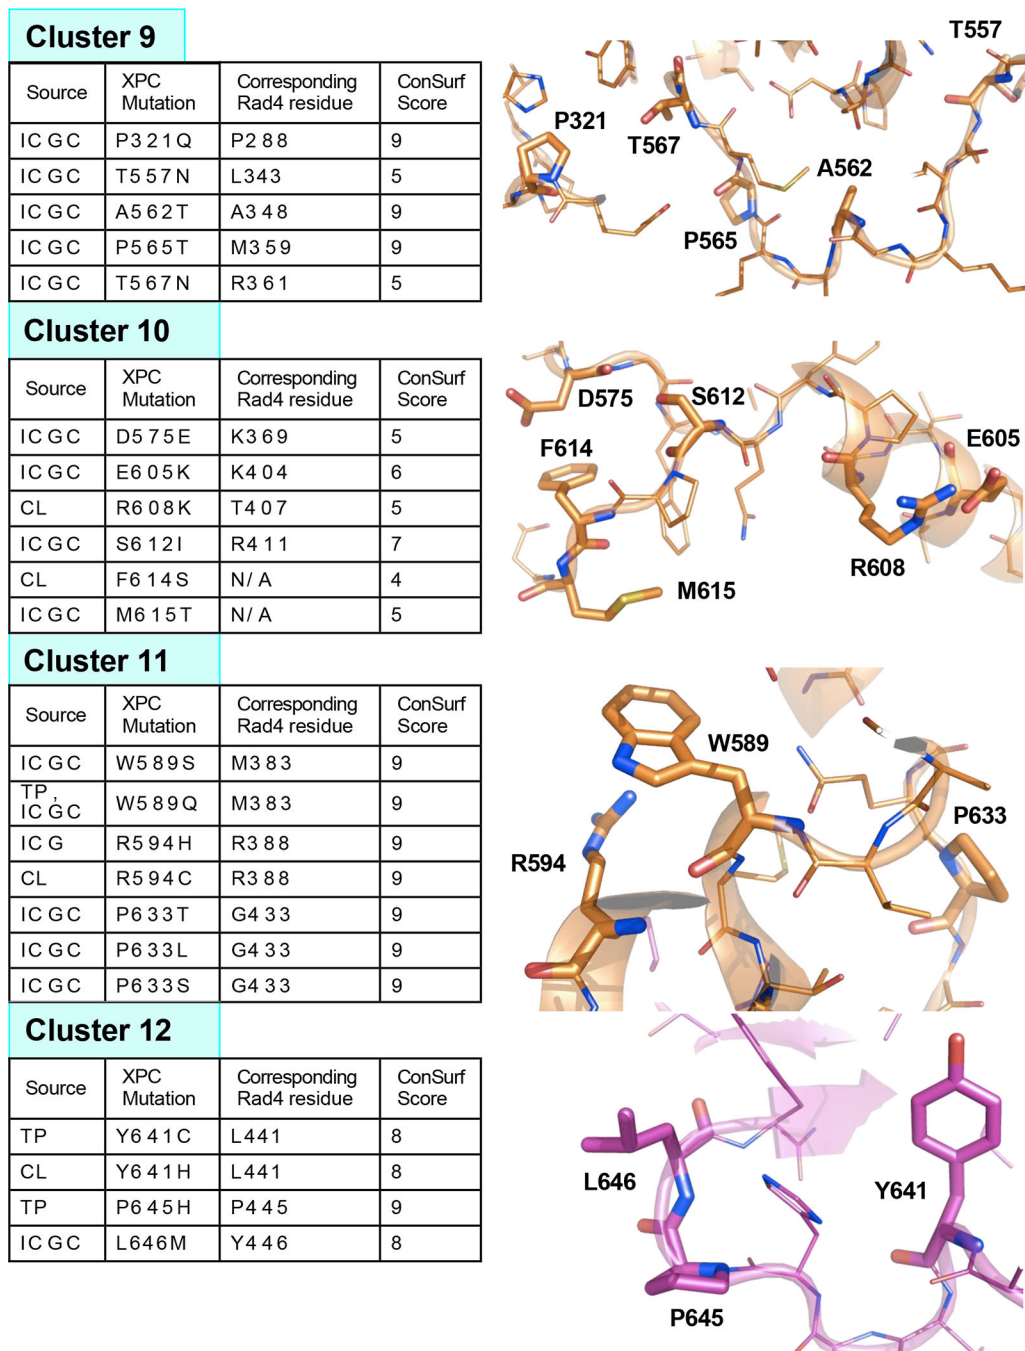 Cluster 9
Source XPC Mutation Corresponding Rad4 residue ConSurf Score
ICGC P321Q P288 9
ICGC T557N L343 5
ICGC A562T A348 9
ICGC P565T M359 9
ICGC T567N R361 5
T557
P321
T567
A562
P565
Cluster 10
Source XPC Mutation Corresponding Rad4 residue ConSurf Score
ICGC D575E K369 5
ICGC E605K K404 6
CL R608K T407 5
ICGC S612I R411 7
CL F614S N/A 4
ICGC M615T N/A 5
D575
S612
F614
E605
R608
M615
Cluster 11
Source XPC Mutation Corresponding Rad4 residue ConSurf Score
ICGC W589S M383 9
TP, ICGC W589Q M383 9
ICG R594H R388 9
CL R594C R388 9
ICGC P633T G433 9
ICGC P633L G433 9
ICGC P633S G433 9
W589
P633
R594
Cluster 12
Source XPC Mutation Corresponding Rad4 residue ConSurf Score
TP Y641C L441 8
CL Y641H L441 8
TP P645H P445 9
ICGC L646M Y446 8
L646
Y641
P645